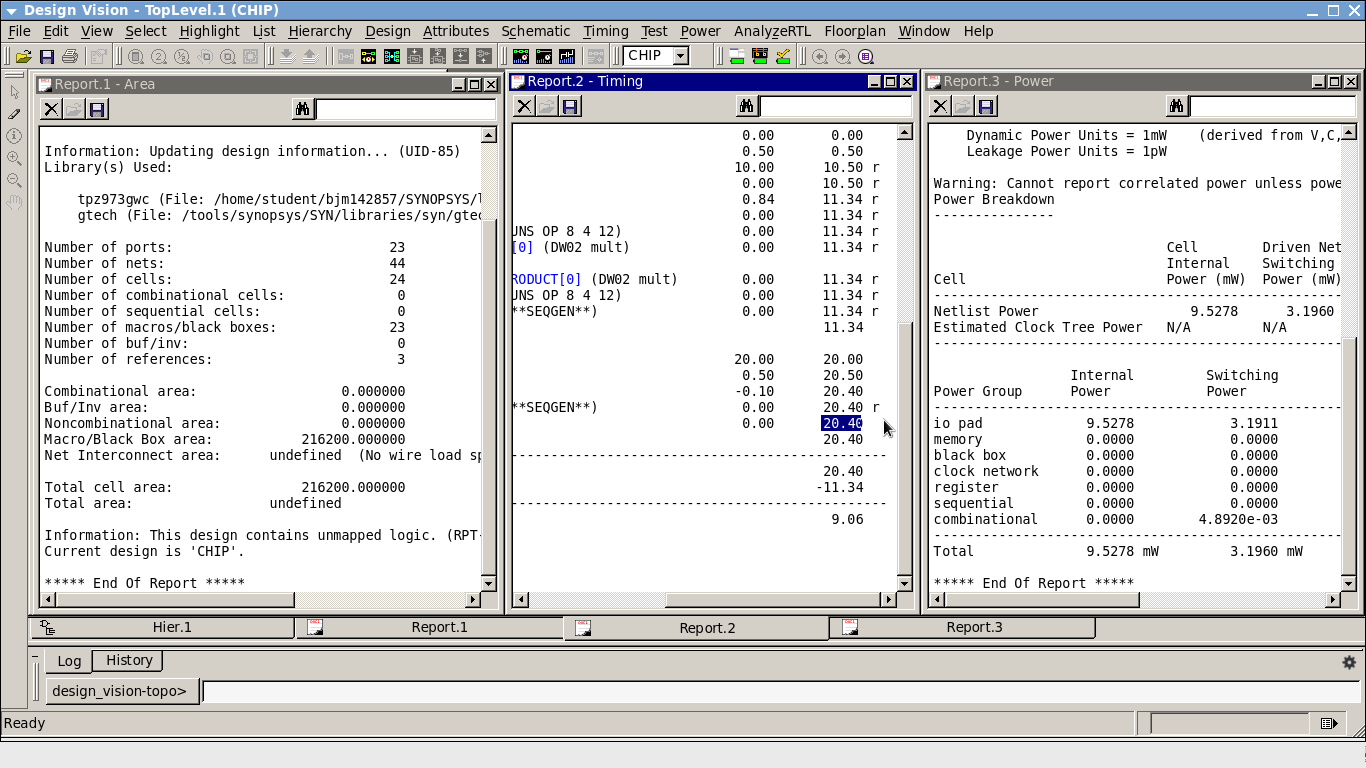 Design Vision - TopLevel.1 (CHIP)
File Edit View Select Highlight List Hierarchy Design Attributes Schematic Timing Test Power AnalyzeRTL Floorplan Window Help
CHIP
Report.1 - Area
Information: Updating design information... (UID-85)
Library(s) Used:
tpz973gwc (File: /home/student/bjm142857/SYNOPSYS/l
gtech (File: /tools/synopsys/SYN/libraries/syn/gtec
Number of ports: 23
Number of nets: 44
Number of cells: 24
Number of combinational cells: 0
Number of sequential cells: 0
Number of macros/black boxes: 23
Number of buf/inv: 0
Number of references: 3
Combinational area: 0.000000
Buf/Inv area: 0.000000
Noncombinational area: 0.000000
Macro/Black Box area: 216200.000000
Net Interconnect area: undefined (No wire load sp
Total cell area: 216200.000000
Total area: undefined
Information: This design contains unmapped logic. (RPT-
Current design is 'CHIP'.
***** End Of Report *****
Report.2 - Timing
0.00 0.00
0.50 0.50
10.00 10.50 r
0.00 10.50 r
0.84 11.34 r
0.00 11.34 r
UNS OP 8 4 12) 0.00 11.34 r
[0] (DW02 mult) 0.00 11.34 r
RODUCT[0] (DW02 mult) 0.00 11.34 r
UNS OP 8 4 12) 0.00 11.34 r
**SEQGEN**) 0.00 11.34 r
11.34
20.00 20.00
0.50 20.50
-0.10 20.40
**SEQGEN**) 0.00 20.40 r
0.00 20.40
20.40
--------------------------------------------------
20.40
-11.34
--------------------------------------------------
9.06
Report.3 - Power
Dynamic Power Units = 1mW (derived from V,C,
Leakage Power Units = 1pW
Warning: Cannot report correlated power unless powe
Power Breakdown
---------------
Cell Driven Net
Internal Switching
Cell Power (mW) Power (mW)
---------------------------------------------------
Netlist Power 9.5278 3.1960
Estimated Clock Tree Power N/A N/A
---------------------------------------------------
Internal Switching
Power Group Power Power
---------------------------------------------------
io pad 9.5278 3.1911
memory 0.0000 0.0000
black box 0.0000 0.0000
clock network 0.0000 0.0000
register 0.0000 0.0000
sequential 0.0000 0.0000
combinational 0.0000 4.8920e-03
---------------------------------------------------
Total 9.5278 mW 3.1960 mW
***** End Of Report *****
Hier.1 Report.1 Report.2 Report.3
Log History
design_vision-topo>
Ready